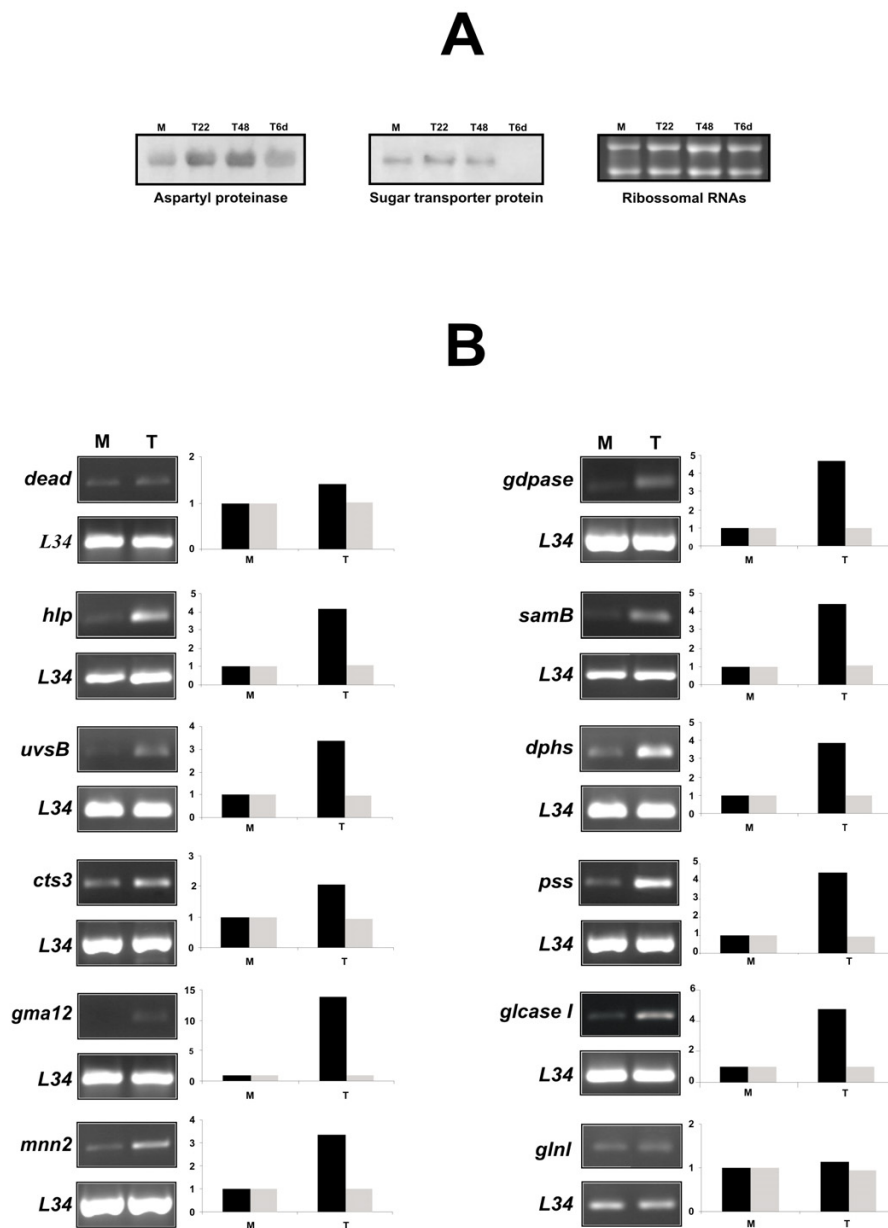 A
M T22 T48 T6d
Aspartyl proteinase
M T22 T48 T6d
Sugar transporter protein
M T22 T48 T6d
Ribossomal RNAs
B
M T
dead
L34
2
1
0
M T
hlp
L34
5
4
3
2
1
0
M T
uvsB
L34
4
3
2
1
0
M T
cts3
L34
3
2
1
0
M T
gma12
L34
15
10
5
0
M T
mnn2
L34
4
3
2
1
0
M T
M T
gdpase
L34
5
4
3
2
1
0
M T
samB
L34
5
4
3
2
1
0
M T
dphs
L34
5
4
3
2
1
0
M T
pss
L34
5
4
3
2
1
0
M T
glcase I
L34
6
4
2
0
M T
glnl
L34
2
1
0
M T